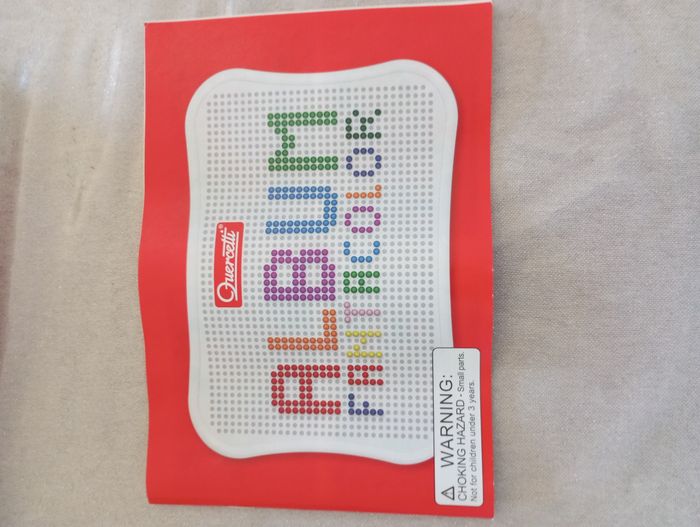 Quercetti®
ALBUM
FANTACOLOR
⚠ WARNING:
CHOKING HAZARD - Small parts.
Not for children under 3 years.